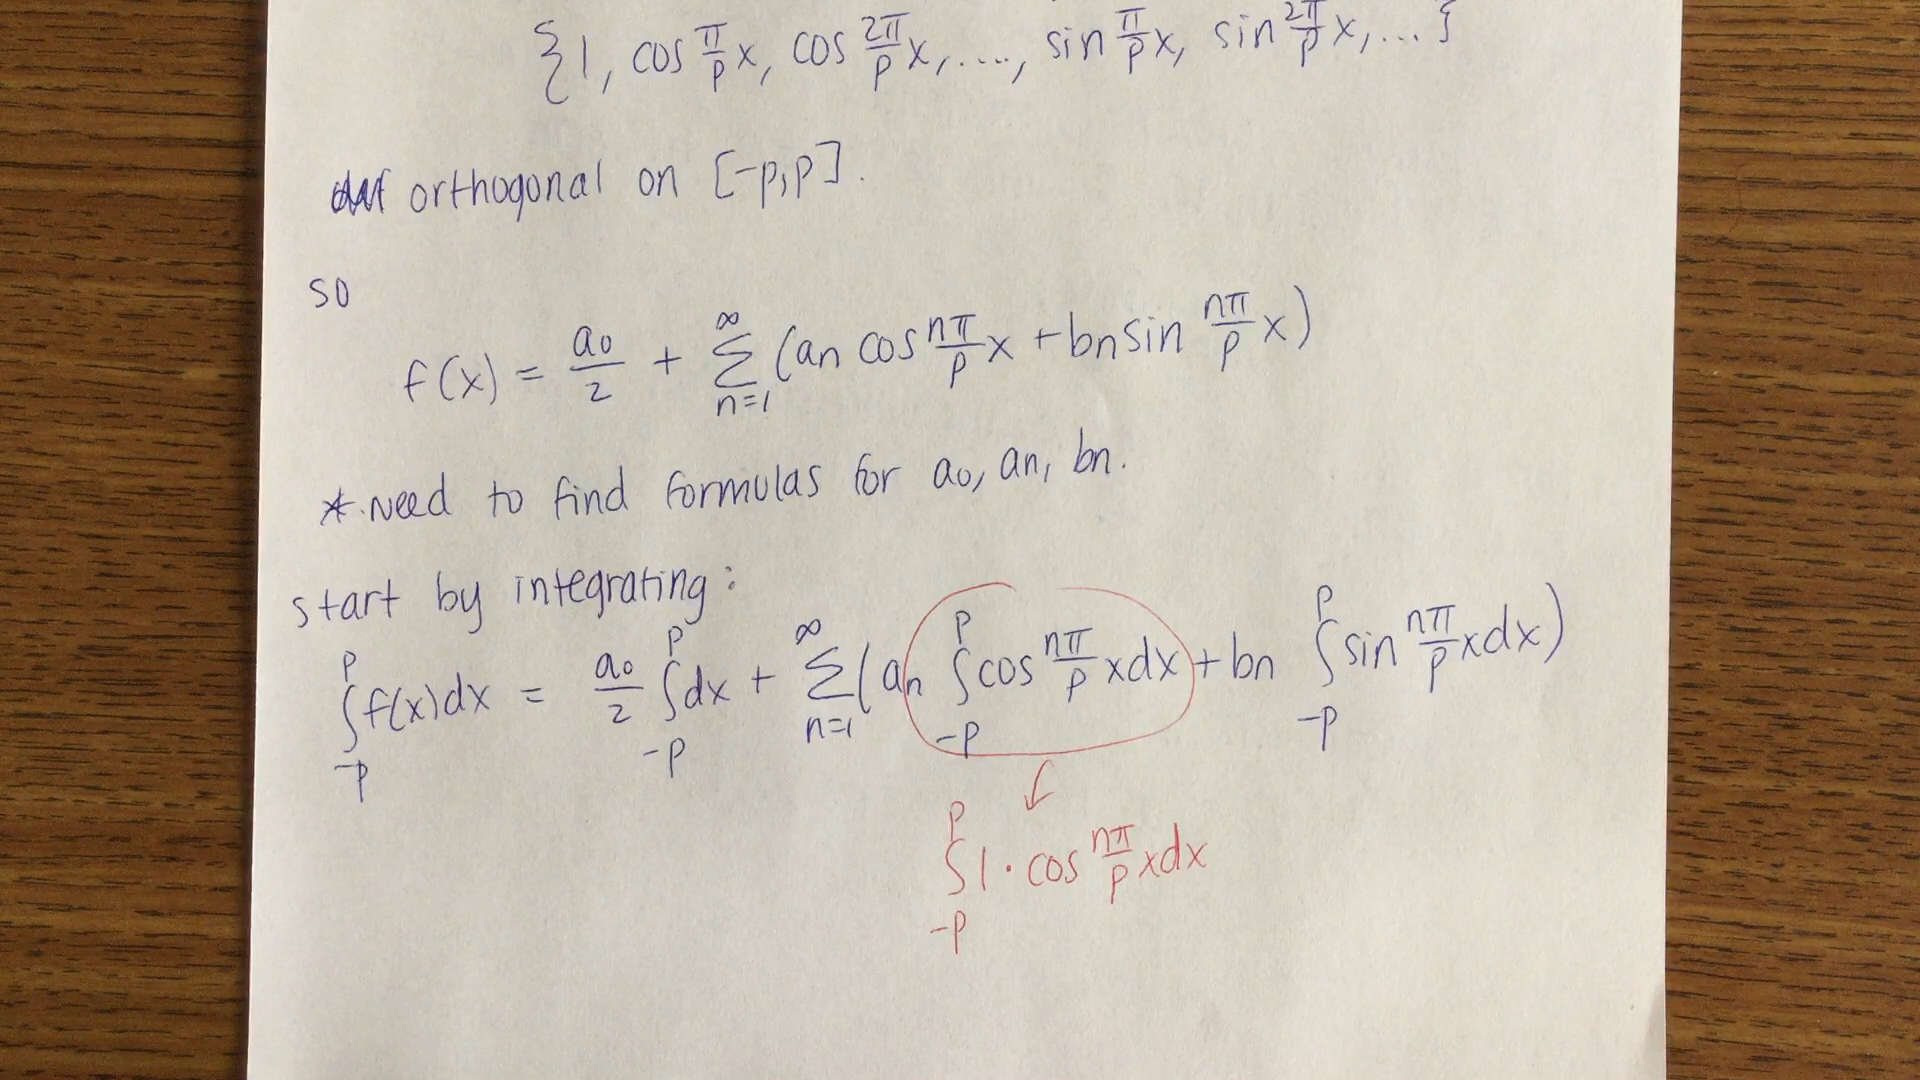 {1, cos π/p x, cos 2π/p x, ...., sin π/p x, sin 2π/p x, ... }
orthogonal on [-p,p].
so
f(x) = a₀/2 + ∞ Σ n=1 (an cos nπ/p x + bn sin nπ/p x)
* Need to find formulas for a₀, an, bn.
start by integrating:
p ∫ -p f(x)dx = a₀/2 p ∫ -p dx + ∞ Σ n=1 (an p ∫ -p cos nπ/p x dx + bn p ∫ -p sin nπ/p x dx)
p ∫ -p 1 · cos nπ/p x dx